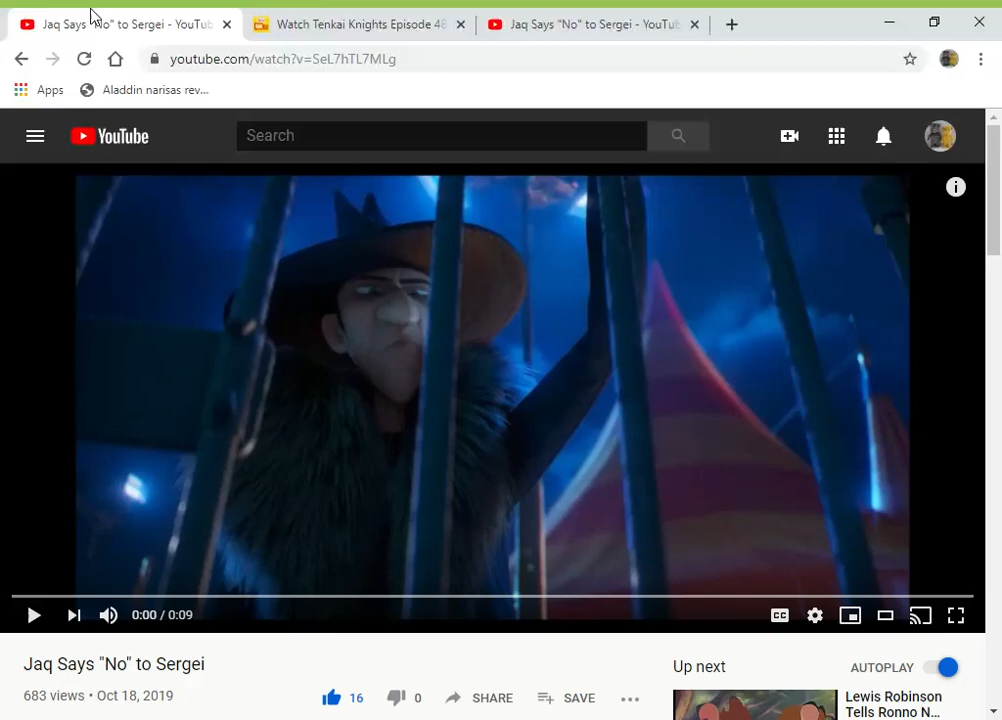 Jaq Says "No" to Sergei - YouTub
Watch Tenkai Knights Episode 48
Jaq Says "No" to Sergei - YouTub
youtube.com/watch?v=SeL7hTL7MLg
Apps
Aladdin narisas rev...
YouTube
Search
0:00 / 0:09
CC
Jaq Says "No" to Sergei
683 views • Oct 18, 2019
16
0
SHARE
SAVE
Up next
AUTOPLAY
Lewis Robinson
Tells Ronno N...